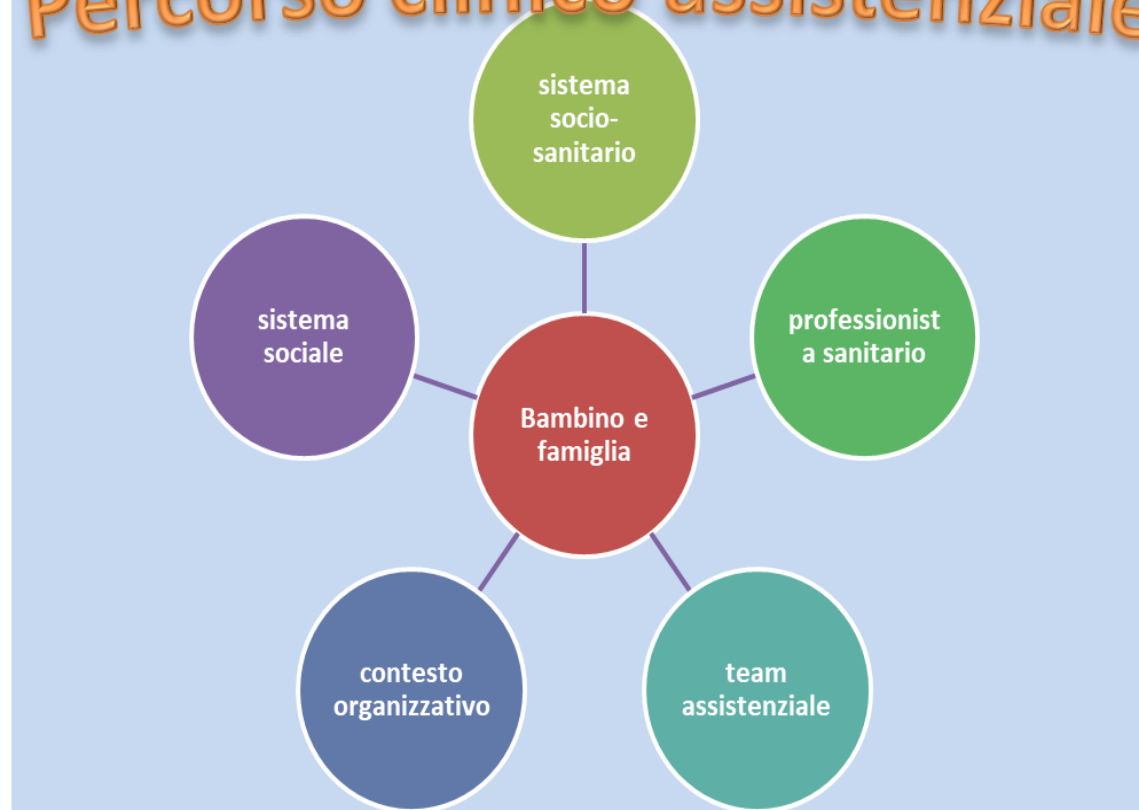 Percorso clinico assistenziale
sistema
socio-
sanitario
sistema
sociale
professionist
a sanitario
Bambino e
famiglia
contesto
organizzativo
team
assistenziale